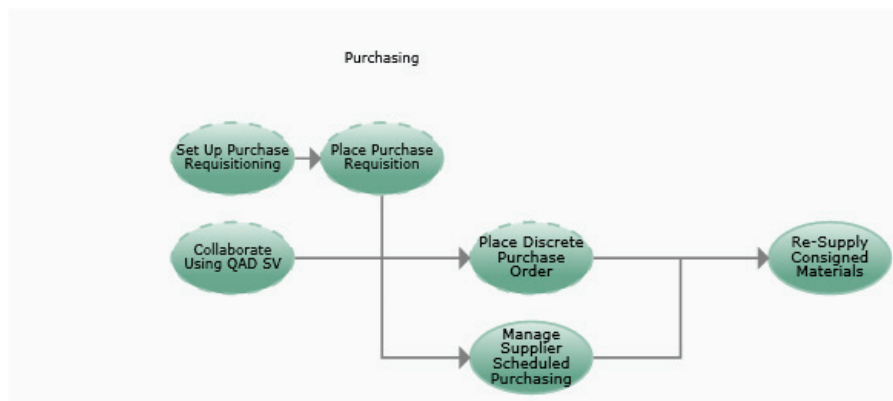 Purchasing
Set Up Purchase
Requisitioning
Place Purchase
Requisition
Collaborate
Using QAD SV
Place Discrete
Purchase
Order
Re-Supply
Consigned
Materials
Manage
Supplier
Scheduled
Purchasing